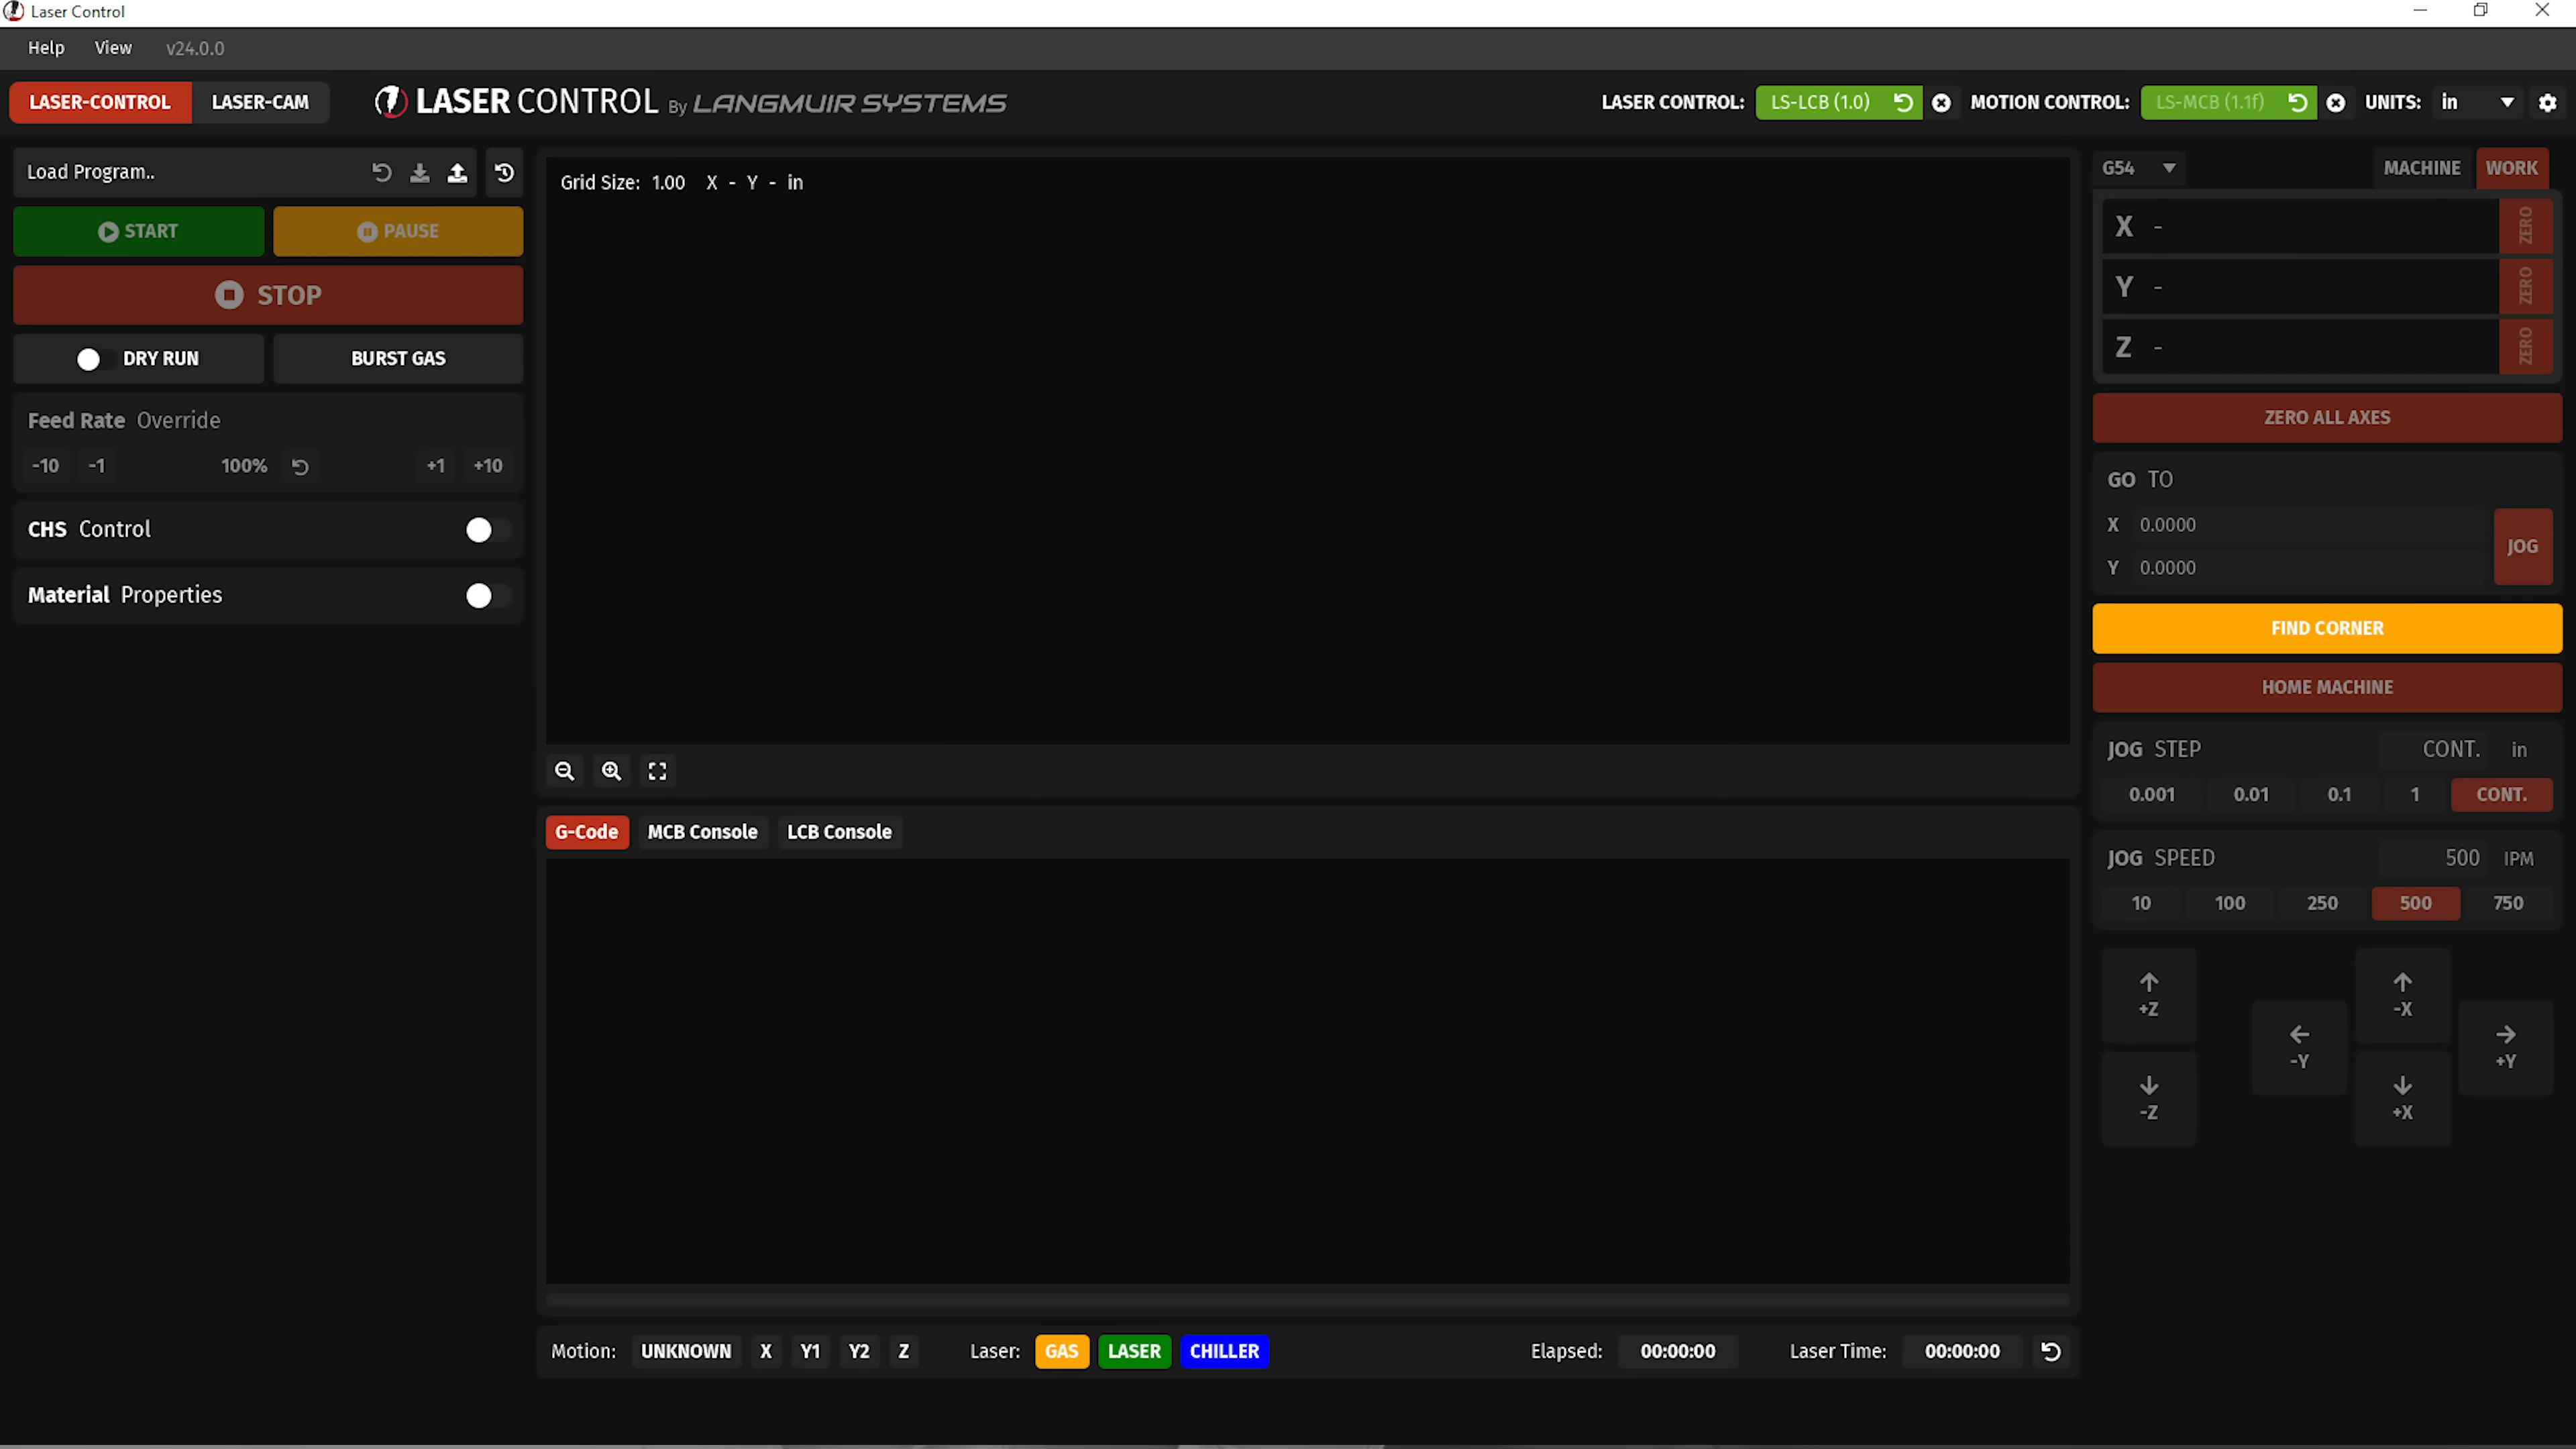 Laser Control
Help View v24.0.0
LASER-CONTROL LASER-CAM LASER CONTROL By LANGMUIR SYSTEMS LASER CONTROL: LS-LCB (1.0) MOTION CONTROL: LS-MCB (1.1f) UNITS: in
Load Program..
START PAUSE
STOP
DRY RUN BURST GAS
Feed Rate Override
-10 -1 100% +1 +10
CHS Control
Material Properties
Grid Size: 1.00 X - Y - in
G-Code MCB Console LCB Console
Motion: UNKNOWN X Y1 Y2 Z Laser: GAS LASER CHILLER Elapsed: 00:00:00 Laser Time: 00:00:00
G54 MACHINE WORK
X - ZERO
Y - ZERO
Z - ZERO
ZERO ALL AXES
GO TO
X 0.0000
JOG
Y 0.0000
FIND CORNER
HOME MACHINE
JOG STEP CONT. in
0.001 0.01 0.1 1 CONT.
JOG SPEED 500 IPM
10 100 250 500 750
+Z -X
-Y +Y
-Z +X